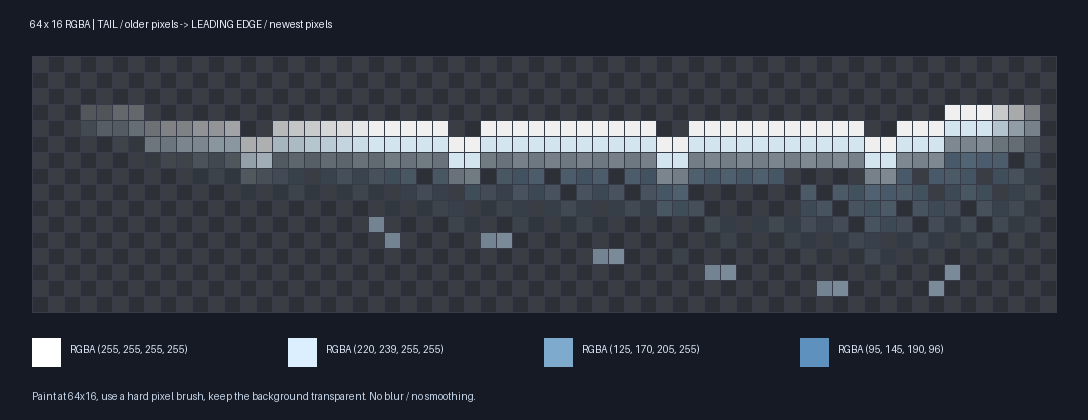 64 x 16 RGBA | TAIL / older pixels -> LEADING EDGE / newest pixels
RGBA (255, 255, 255, 255)
RGBA (220, 239, 255, 255)
RGBA (125, 170, 205, 255)
RGBA (95, 145, 190, 96)
Paint at 64x16, use a hard pixel brush, keep the background transparent. No blur / no smoothing.